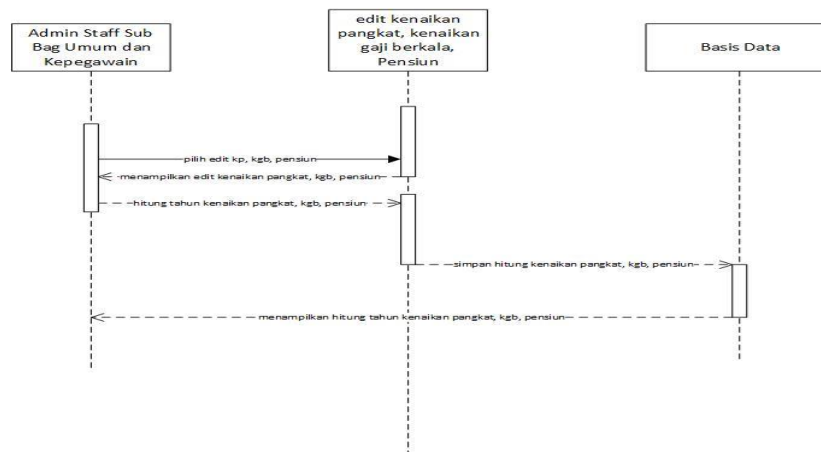 Admin Staff Sub
Bag Umum dan
Kepegawain
edit kenaikan
pangkat, kenaikan
gaji berkala,
Pensiun
Basis Data
pilih edit kp, kgb, pensiun
menampilkan edit kenaikan pangkat, kgb, pensiun
hitung tahun kenaikan pangkat, kgb, pensiun
simpan hitung kenaikan pangkat, kgb, pensiun
menampilkan hitung tahun kenaikan pangkat, kgb, pensiun